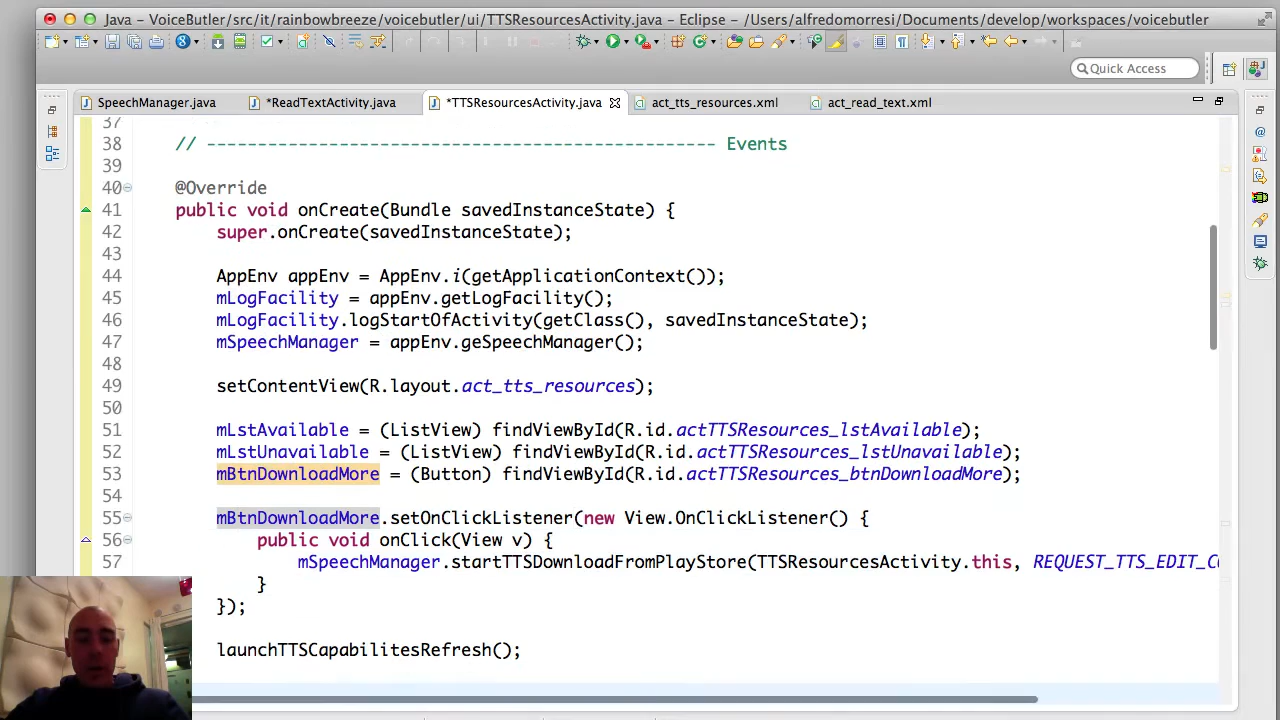 Java - VoiceButler/src/it/rainbowbreeze/voicebutler/ui/TTSResourcesActivity.java - Eclipse - /Users/alfredomorresi/Documents/develop/workspaces/voicebutler
Quick Access
SpeechManager.java *ReadTextActivity.java *TTSResourcesActivity.java act_tts_resources.xml act_read_text.xml
37
38 // ------------------------------------------------- Events
39
40 @Override
41 public void onCreate(Bundle savedInstanceState) {
42 super.onCreate(savedInstanceState);
43
44 AppEnv appEnv = AppEnv.i(getApplicationContext());
45 mLogFacility = appEnv.getLogFacility();
46 mLogFacility.logStartOfActivity(getClass(), savedInstanceState);
47 mSpeechManager = appEnv.geSpeechManager();
48
49 setContentView(R.layout.act_tts_resources);
50
51 mLstAvailable = (ListView) findViewById(R.id.actTTSResources_lstAvailable);
52 mLstUnavailable = (ListView) findViewById(R.id.actTTSResources_lstUnavailable);
53 mBtnDownloadMore = (Button) findViewById(R.id.actTTSResources_btnDownloadMore);
54
55 mBtnDownloadMore.setOnClickListener(new View.OnClickListener() {
56 public void onClick(View v) {
57 mSpeechManager.startTTSDownloadFromPlayStore(TTSResourcesActivity.this, REQUEST_TTS_EDIT_C
}
});
launchTTSCapabilitesRefresh();